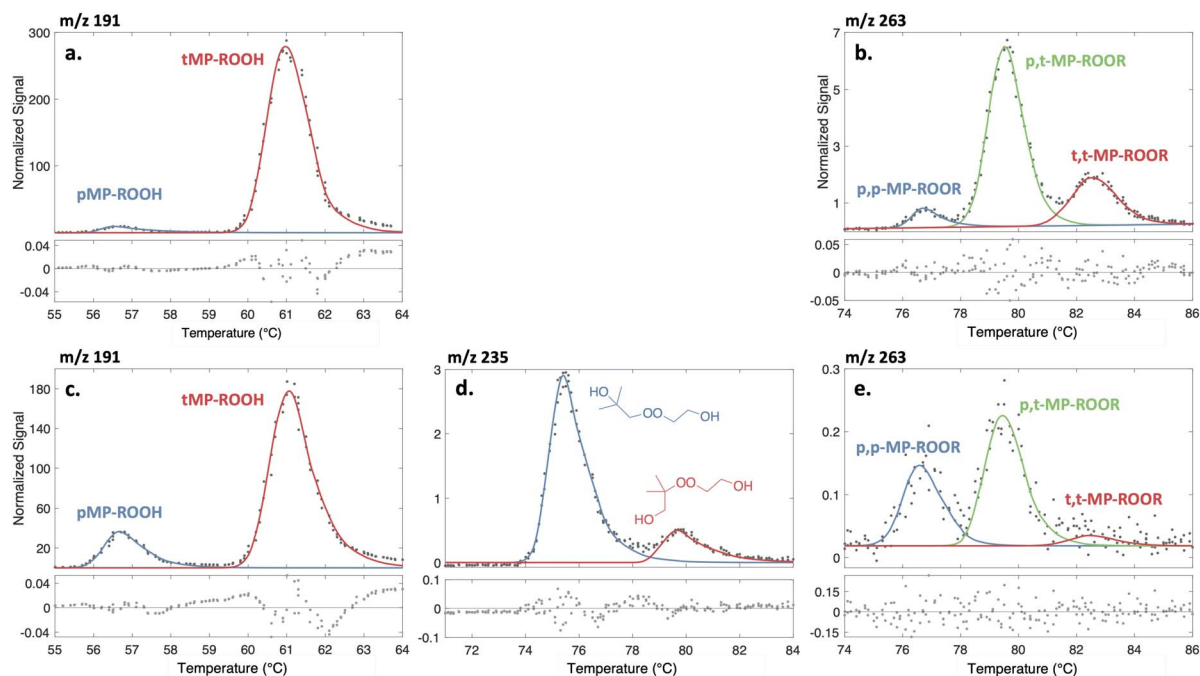 m/z 191
a.
tMP-ROOH
pMP-ROOH
Normalized Signal
300
200
100
0.04
0
-0.04
55 56 57 58 59 60 61 62 63 64
Temperature (°C)
m/z 263
b.
p,t-MP-ROOR
t,t-MP-ROOR
p,p-MP-ROOR
Normalized Signal
7
5
3
1
0.05
0
-0.05
74 76 78 80 82 84 86
Temperature (°C)
m/z 191
c.
tMP-ROOH
pMP-ROOH
Normalized Signal
180
140
100
60
20
0.04
0
-0.04
55 56 57 58 59 60 61 62 63 64
Temperature (°C)
m/z 235
d.
HO
OO
OH
OO
OH
HO
3
2
1
0
0.1
0
-0.1
72 74 76 78 80 82 84
Temperature (°C)
m/z 263
e.
p,t-MP-ROOR
p,p-MP-ROOR
t,t-MP-ROOR
0.3
0.2
0.1
0
0.15
0
-0.15
74 76 78 80 82 84 86
Temperature (°C)